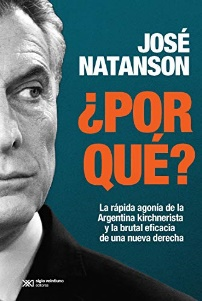 JOSÉ
NATANSON
¿POR
QUÉ?
La rápida agonía de la
Argentina kirchnerista
y la brutal eficacia
de una nueva derecha
siglo veintiuno
editores